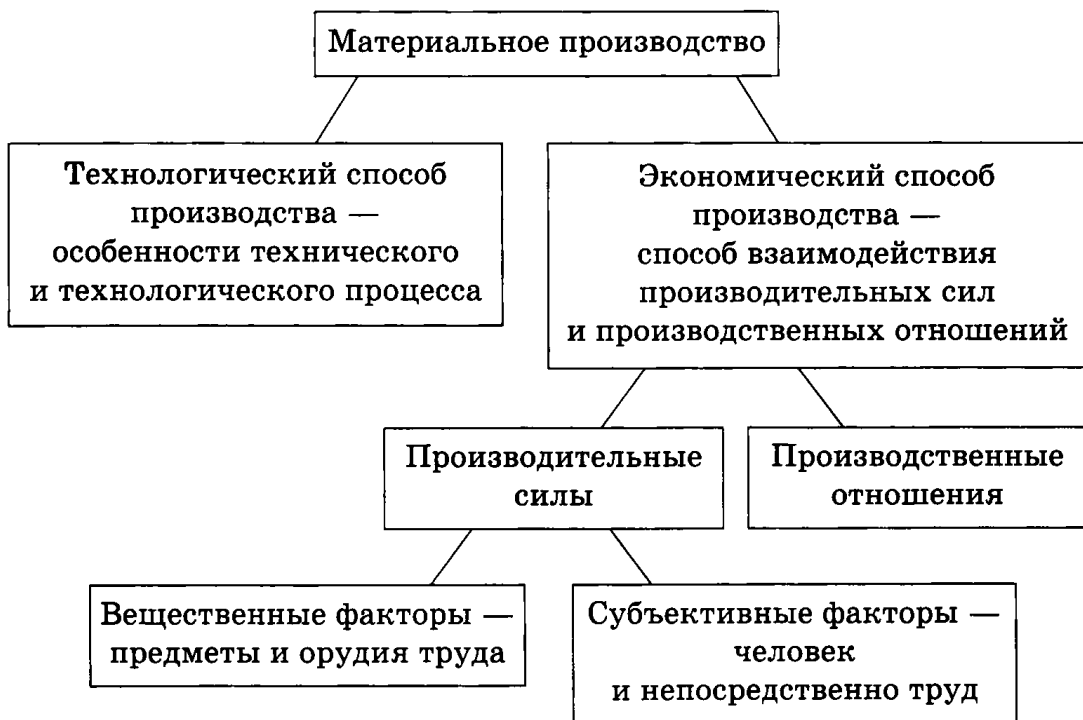 Материальное производство
Технологический способ
производства —
особенности технического
и технологического процесса
Экономический способ
производства —
способ взаимодействия
производительных сил
и производственных отношений
Производительные
силы
Производственные
отношения
Вещественные факторы —
предметы и орудия труда
Субъективные факторы —
человек
и непосредственно труд